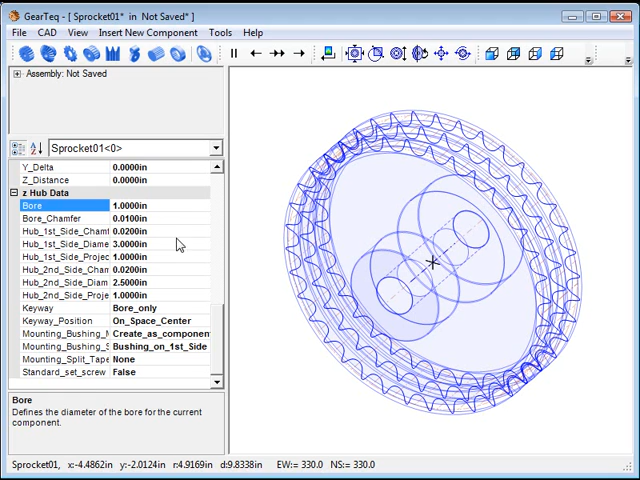 GearTeq - [ Sprocket01* in Not Saved* ]
File CAD View Insert New Component Tools Help
Assembly: Not Saved
Sprocket01<0>
Y_Delta 0.0000in
Z_Distance 0.0000in
z Hub Data
Bore 1.0000in
Bore_Chamfer 0.0100in
Hub_1st_Side_Chamf 0.0200in
Hub_1st_Side_Diame 3.0000in
Hub_1st_Side_Projec 1.0000in
Hub_2nd_Side_Cham 0.0200in
Hub_2nd_Side_Diam 2.5000in
Hub_2nd_Side_Proje 1.0000in
Keyway Bore_only
Keyway_Position On_Space_Center
Mounting_Bushing_M Create_as_component
Mounting_Bushing_S Bushing_on_1st_Side
Mounting_Split_Tape None
Standard_set_screw False
Bore
Defines the diameter of the bore for the current
component.
Sprocket01, x:-4.4862in y:-2.0124in r:4.9169in d:9.8338in EW:= 330.0 NS:= 330.0